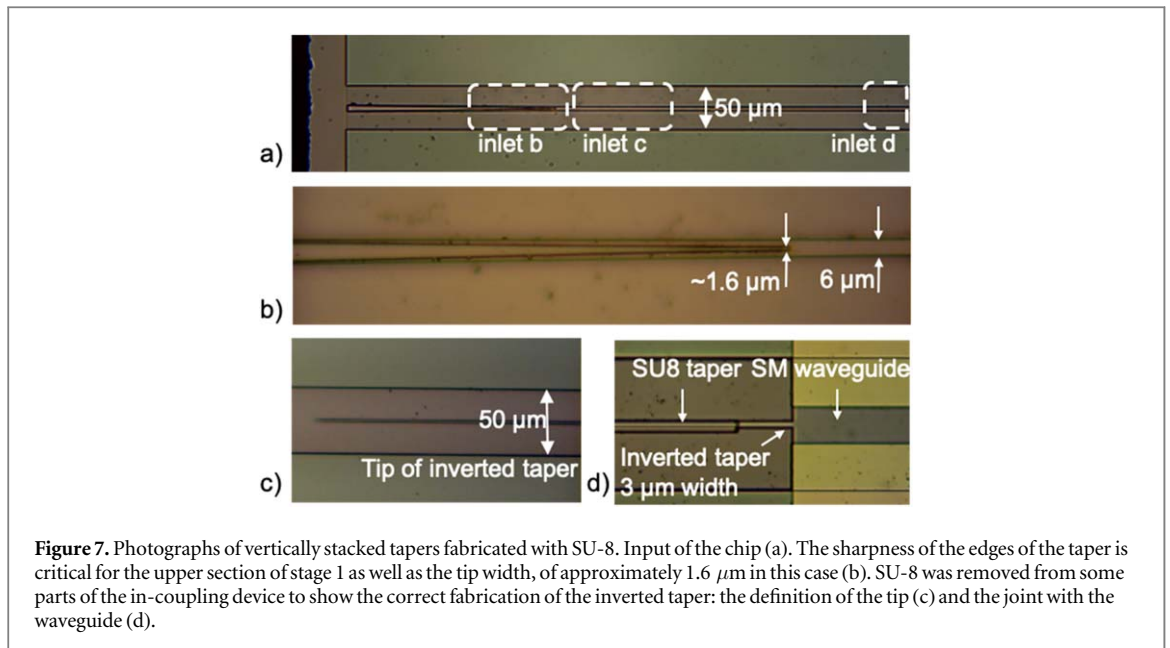 50 µm
inlet b
inlet c
inlet d
a)
~1.6 µm
6 µm
b)
50 µm
Tip of inverted taper
c)
SU8 taper SM waveguide
Inverted taper
3 µm width
d)
Figure 7. Photographs of vertically stacked tapers fabricated with SU-8. Input of the chip (a). The sharpness of the edges of the taper is
critical for the upper section of stage 1 as well as the tip width, of approximately 1.6 μm in this case (b). SU-8 was removed from some
parts of the in-coupling device to show the correct fabrication of the inverted taper: the definition of the tip (c) and the joint with the
waveguide (d).